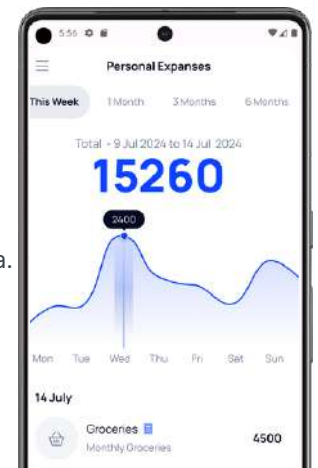 5:56
Personal Expanses
This Week 1 Month 3 Months 6 Months
Total - 9 Jul 2024 to 14 Jul 2024
15260
2400
a.
Mon Tue Wed Thu Fri Sat Sun
14 July
Groceries
4500
Monthly Groceries